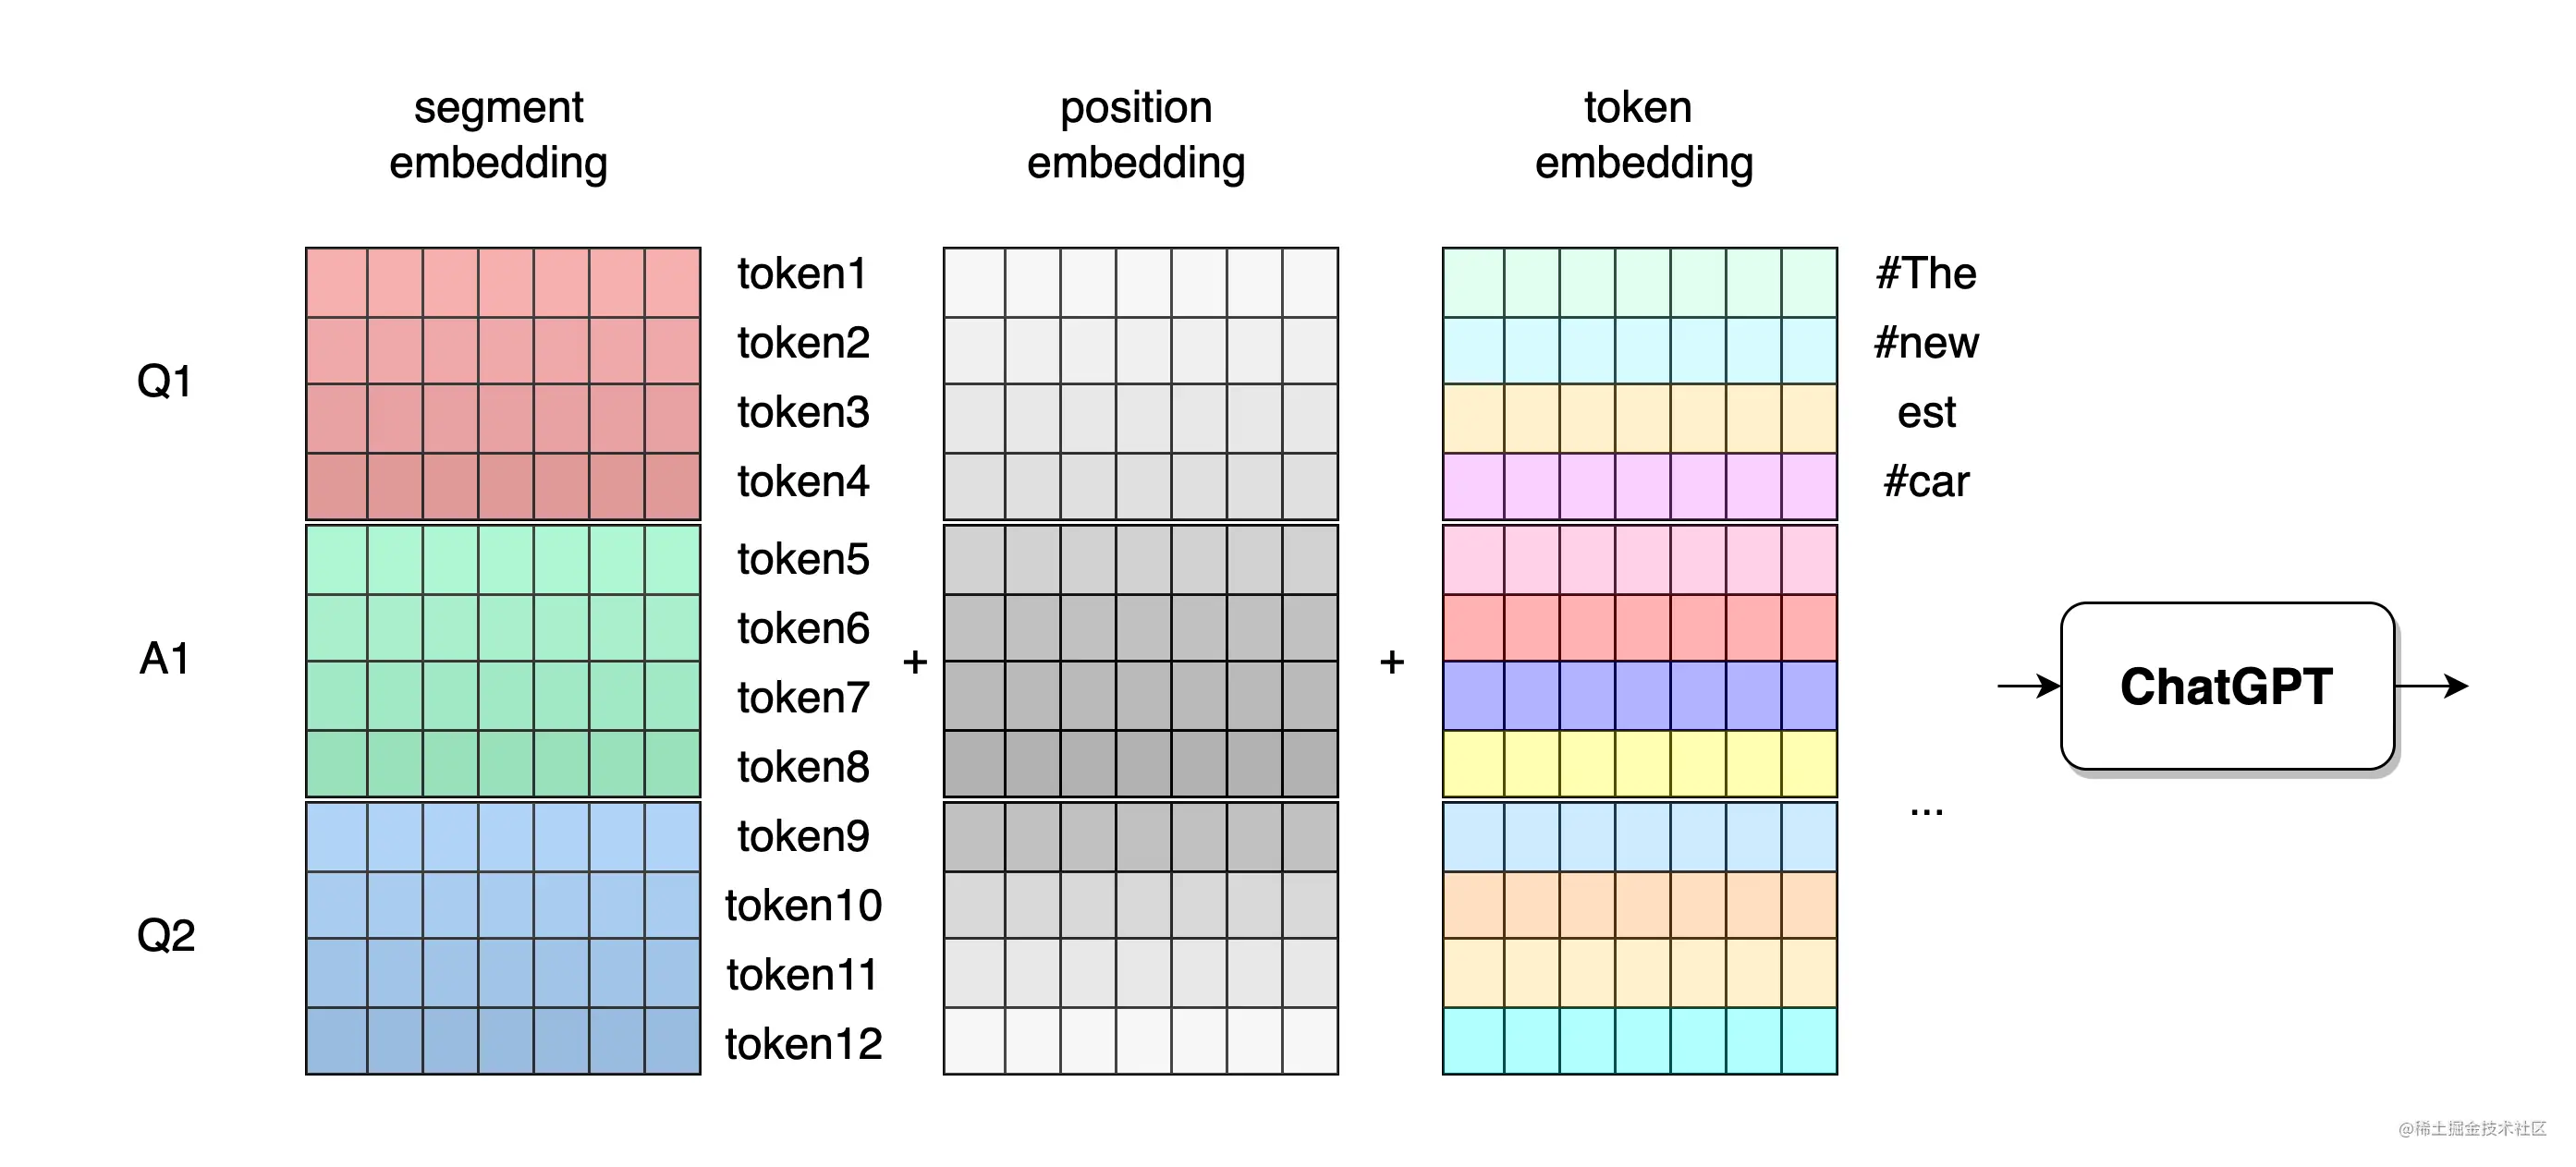 segment
embedding
position
embedding
token
embedding
Q1
token1
token2
token3
token4
#The
#new
est
#car
A1
token5
token6
token7
token8
+
+
...
ChatGPT
Q2
token9
token10
token11
token12
@稀土掘金技术社区